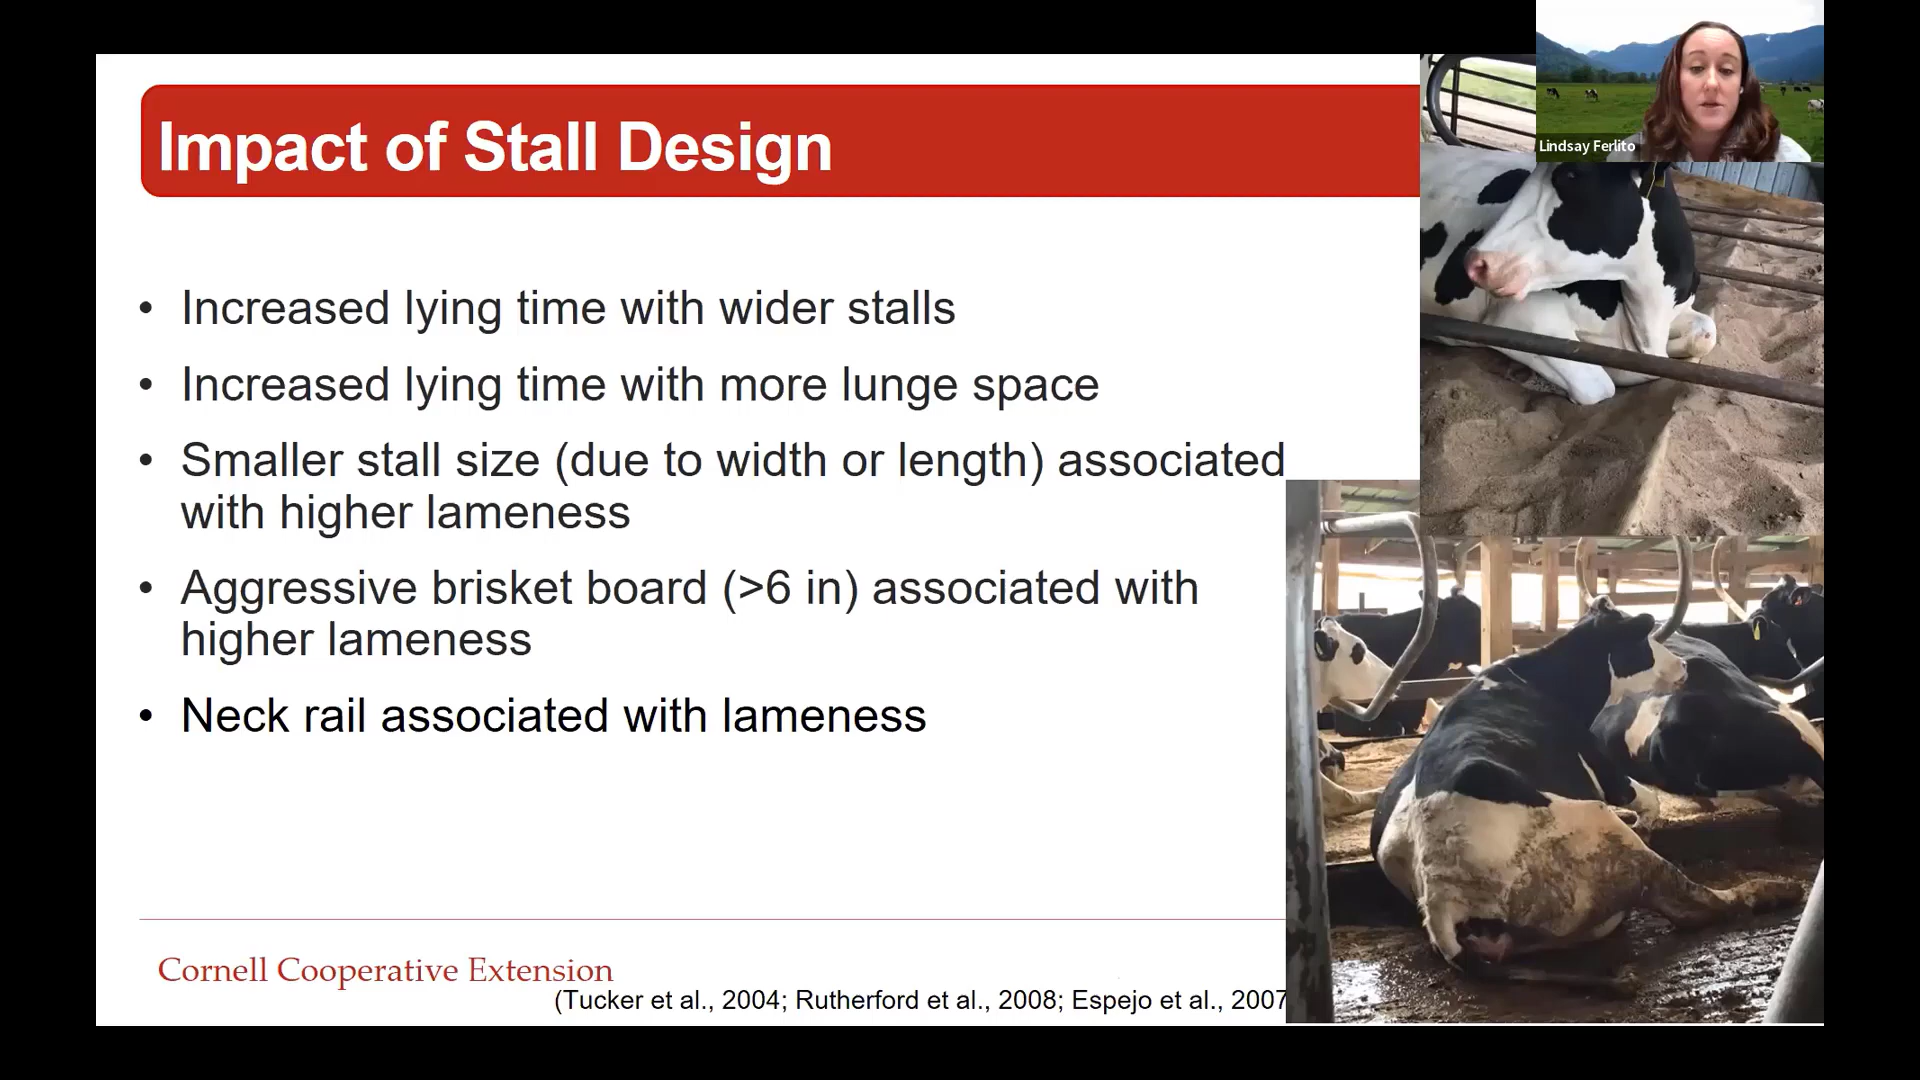 Impact of Stall Design
Lindsay Ferlito
• Increased lying time with wider stalls
• Increased lying time with more lunge space
• Smaller stall size (due to width or length) associated
with higher lameness
• Aggressive brisket board (>6 in) associated with
higher lameness
• Neck rail associated with lameness
Cornell Cooperative Extension
(Tucker et al., 2004; Rutherford et al., 2008; Espejo et al., 2007